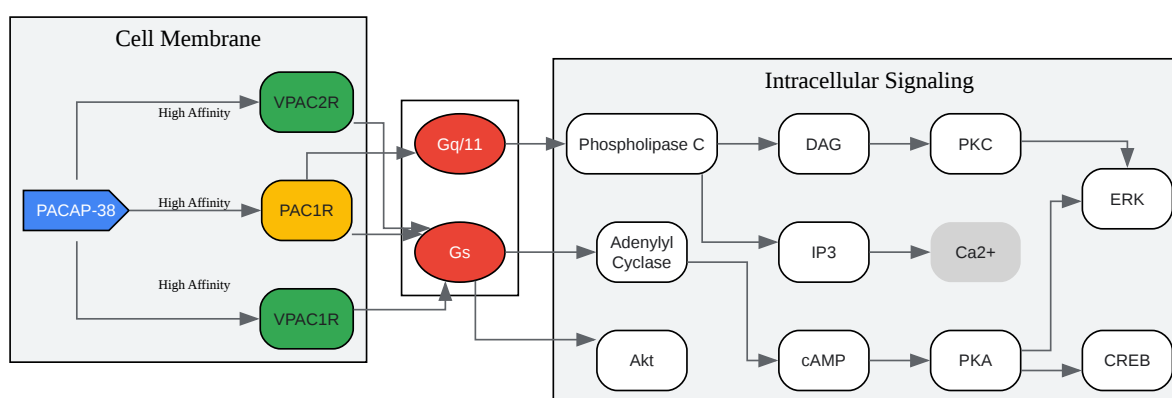 Cell Membrane
Intracellular Signaling
VPAC2R
High Affinity
Gq/11
Phospholipase C
DAG
PKC
ERK
PACAP-38
High Affinity
PAC1R
Gs
Adenylyl
Cyclase
IP3
Ca2+
High Affinity
VPAC1R
Akt
cAMP
PKA
CREB